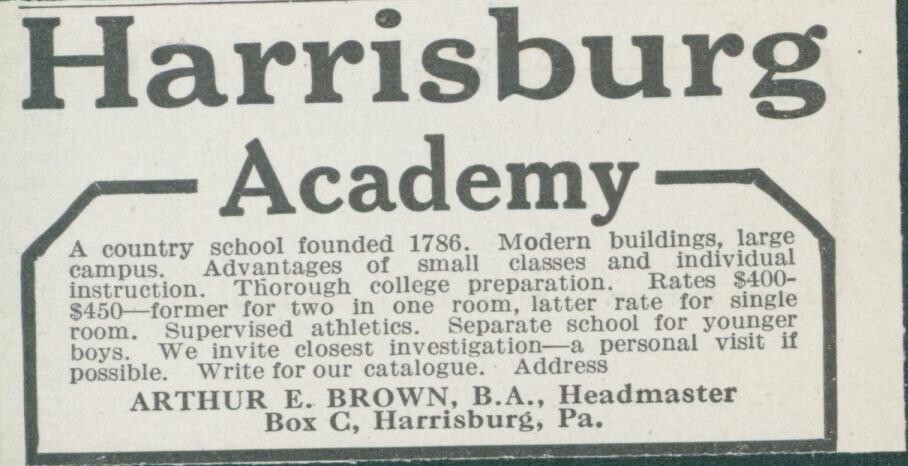 Harrisburg
Academy
A country school founded 1786. Modern buildings, large
campus. Advantages of small classes and individual
instruction. Thorough college preparation. Rates $400-
$450—former for two in one room, latter rate for single
room. Supervised athletics. Separate school for younger
boys. We invite closest investigation—a personal visit if
possible. Write for our catalogue. Address
ARTHUR E. BROWN, B.A., Headmaster
Box C, Harrisburg, Pa.